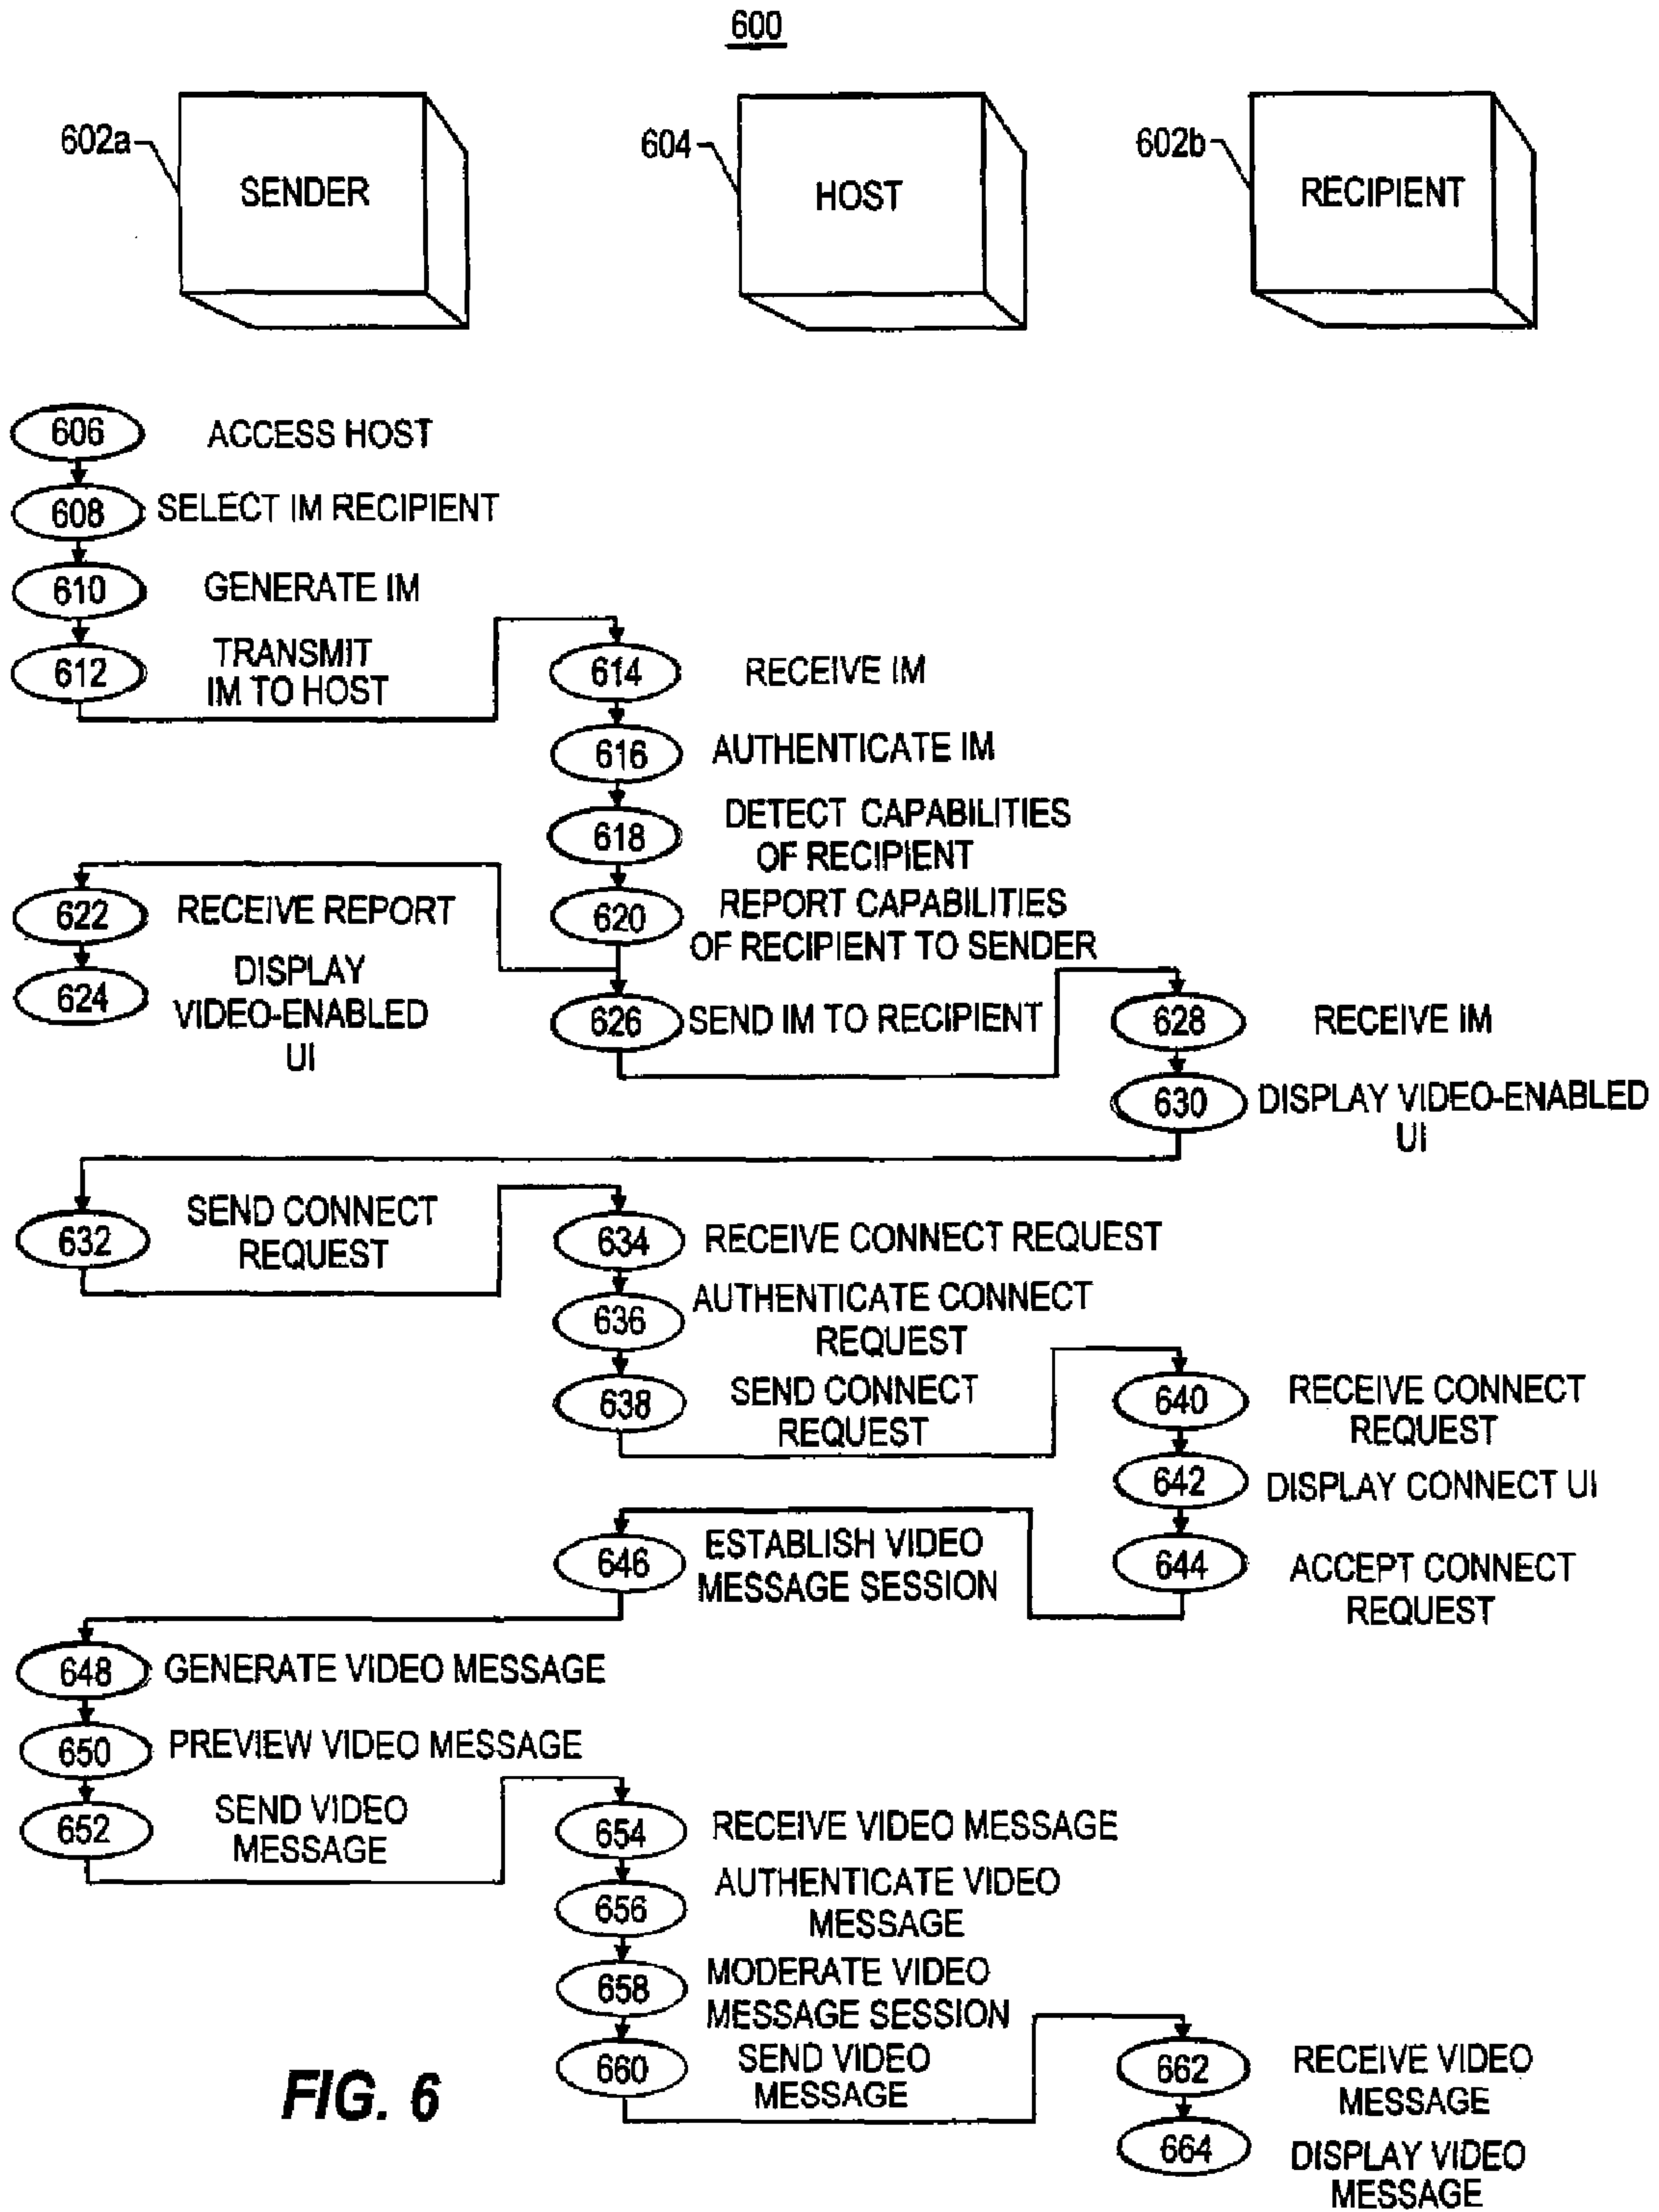 600
602a
SENDER
604
HOST
602b
RECIPIENT
606
ACCESS HOST
608
SELECT IM RECIPIENT
610
GENERATE IM
612
TRANSMIT
IM TO HOST
614
RECEIVE IM
616
AUTHENTICATE IM
618
DETECT CAPABILITIES
OF RECIPIENT
620
REPORT CAPABILITIES
OF RECIPIENT TO SENDER
622
RECEIVE REPORT
624
DISPLAY
VIDEO-ENABLED
UI
626
SEND IM TO RECIPIENT
628
RECEIVE IM
630
DISPLAY VIDEO-ENABLED
UI
632
SEND CONNECT
REQUEST
634
RECEIVE CONNECT REQUEST
636
AUTHENTICATE CONNECT
REQUEST
638
SEND CONNECT
REQUEST
640
RECEIVE CONNECT
REQUEST
642
DISPLAY CONNECT UI
644
ACCEPT CONNECT
REQUEST
646
ESTABLISH VIDEO
MESSAGE SESSION
648
GENERATE VIDEO MESSAGE
650
PREVIEW VIDEO MESSAGE
652
SEND VIDEO
MESSAGE
654
RECEIVE VIDEO MESSAGE
656
AUTHENTICATE VIDEO
MESSAGE
658
MODERATE VIDEO
MESSAGE SESSION
660
SEND VIDEO
MESSAGE
662
RECEIVE VIDEO
MESSAGE
664
DISPLAY VIDEO
MESSAGE
FIG. 6